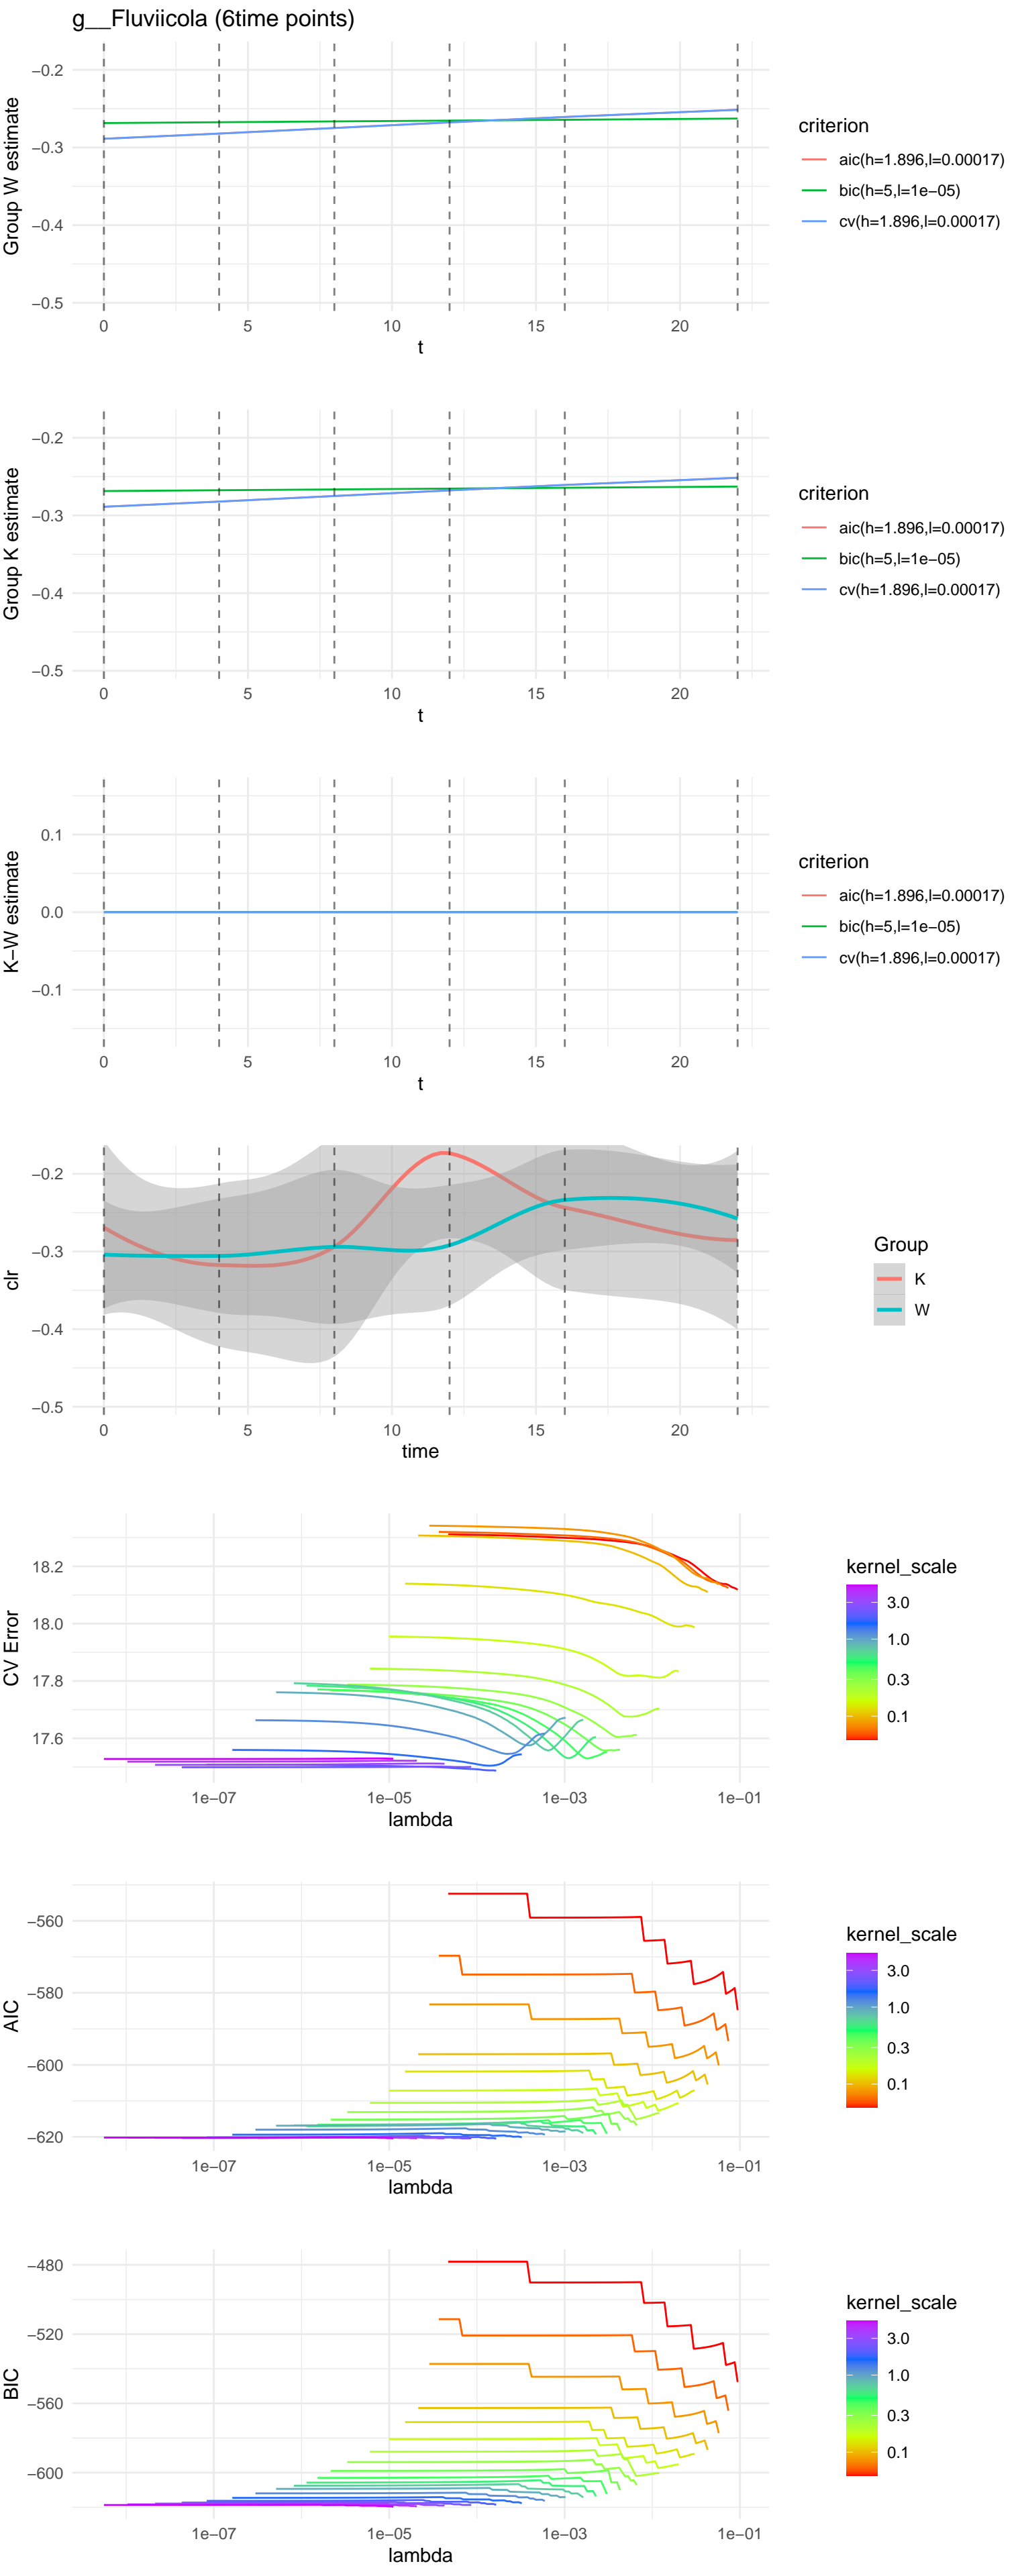 g__Fluviicola (6time points)
−0.2
−0.3
−0.4
−0.5
Group W estimate
0 5 10 15 20
t
criterion
aic(h=1.896,l=0.00017)
bic(h=5,l=1e−05)
cv(h=1.896,l=0.00017)
−0.2
−0.3
−0.4
−0.5
Group K estimate
0 5 10 15 20
t
criterion
aic(h=1.896,l=0.00017)
bic(h=5,l=1e−05)
cv(h=1.896,l=0.00017)
0.1
0.0
−0.1
K−W estimate
0 5 10 15 20
t
criterion
aic(h=1.896,l=0.00017)
bic(h=5,l=1e−05)
cv(h=1.896,l=0.00017)
−0.2
−0.3
−0.4
−0.5
clr
0 5 10 15 20
time
Group
K
W
18.2
18.0
17.8
17.6
CV Error
1e−07 1e−05 1e−03 1e−01
lambda
kernel_scale
3.0
1.0
0.3
0.1
−560
−580
−600
−620
AIC
1e−07 1e−05 1e−03 1e−01
lambda
kernel_scale
3.0
1.0
0.3
0.1
−480
−520
−560
−600
BIC
1e−07 1e−05 1e−03 1e−01
lambda
kernel_scale
3.0
1.0
0.3
0.1